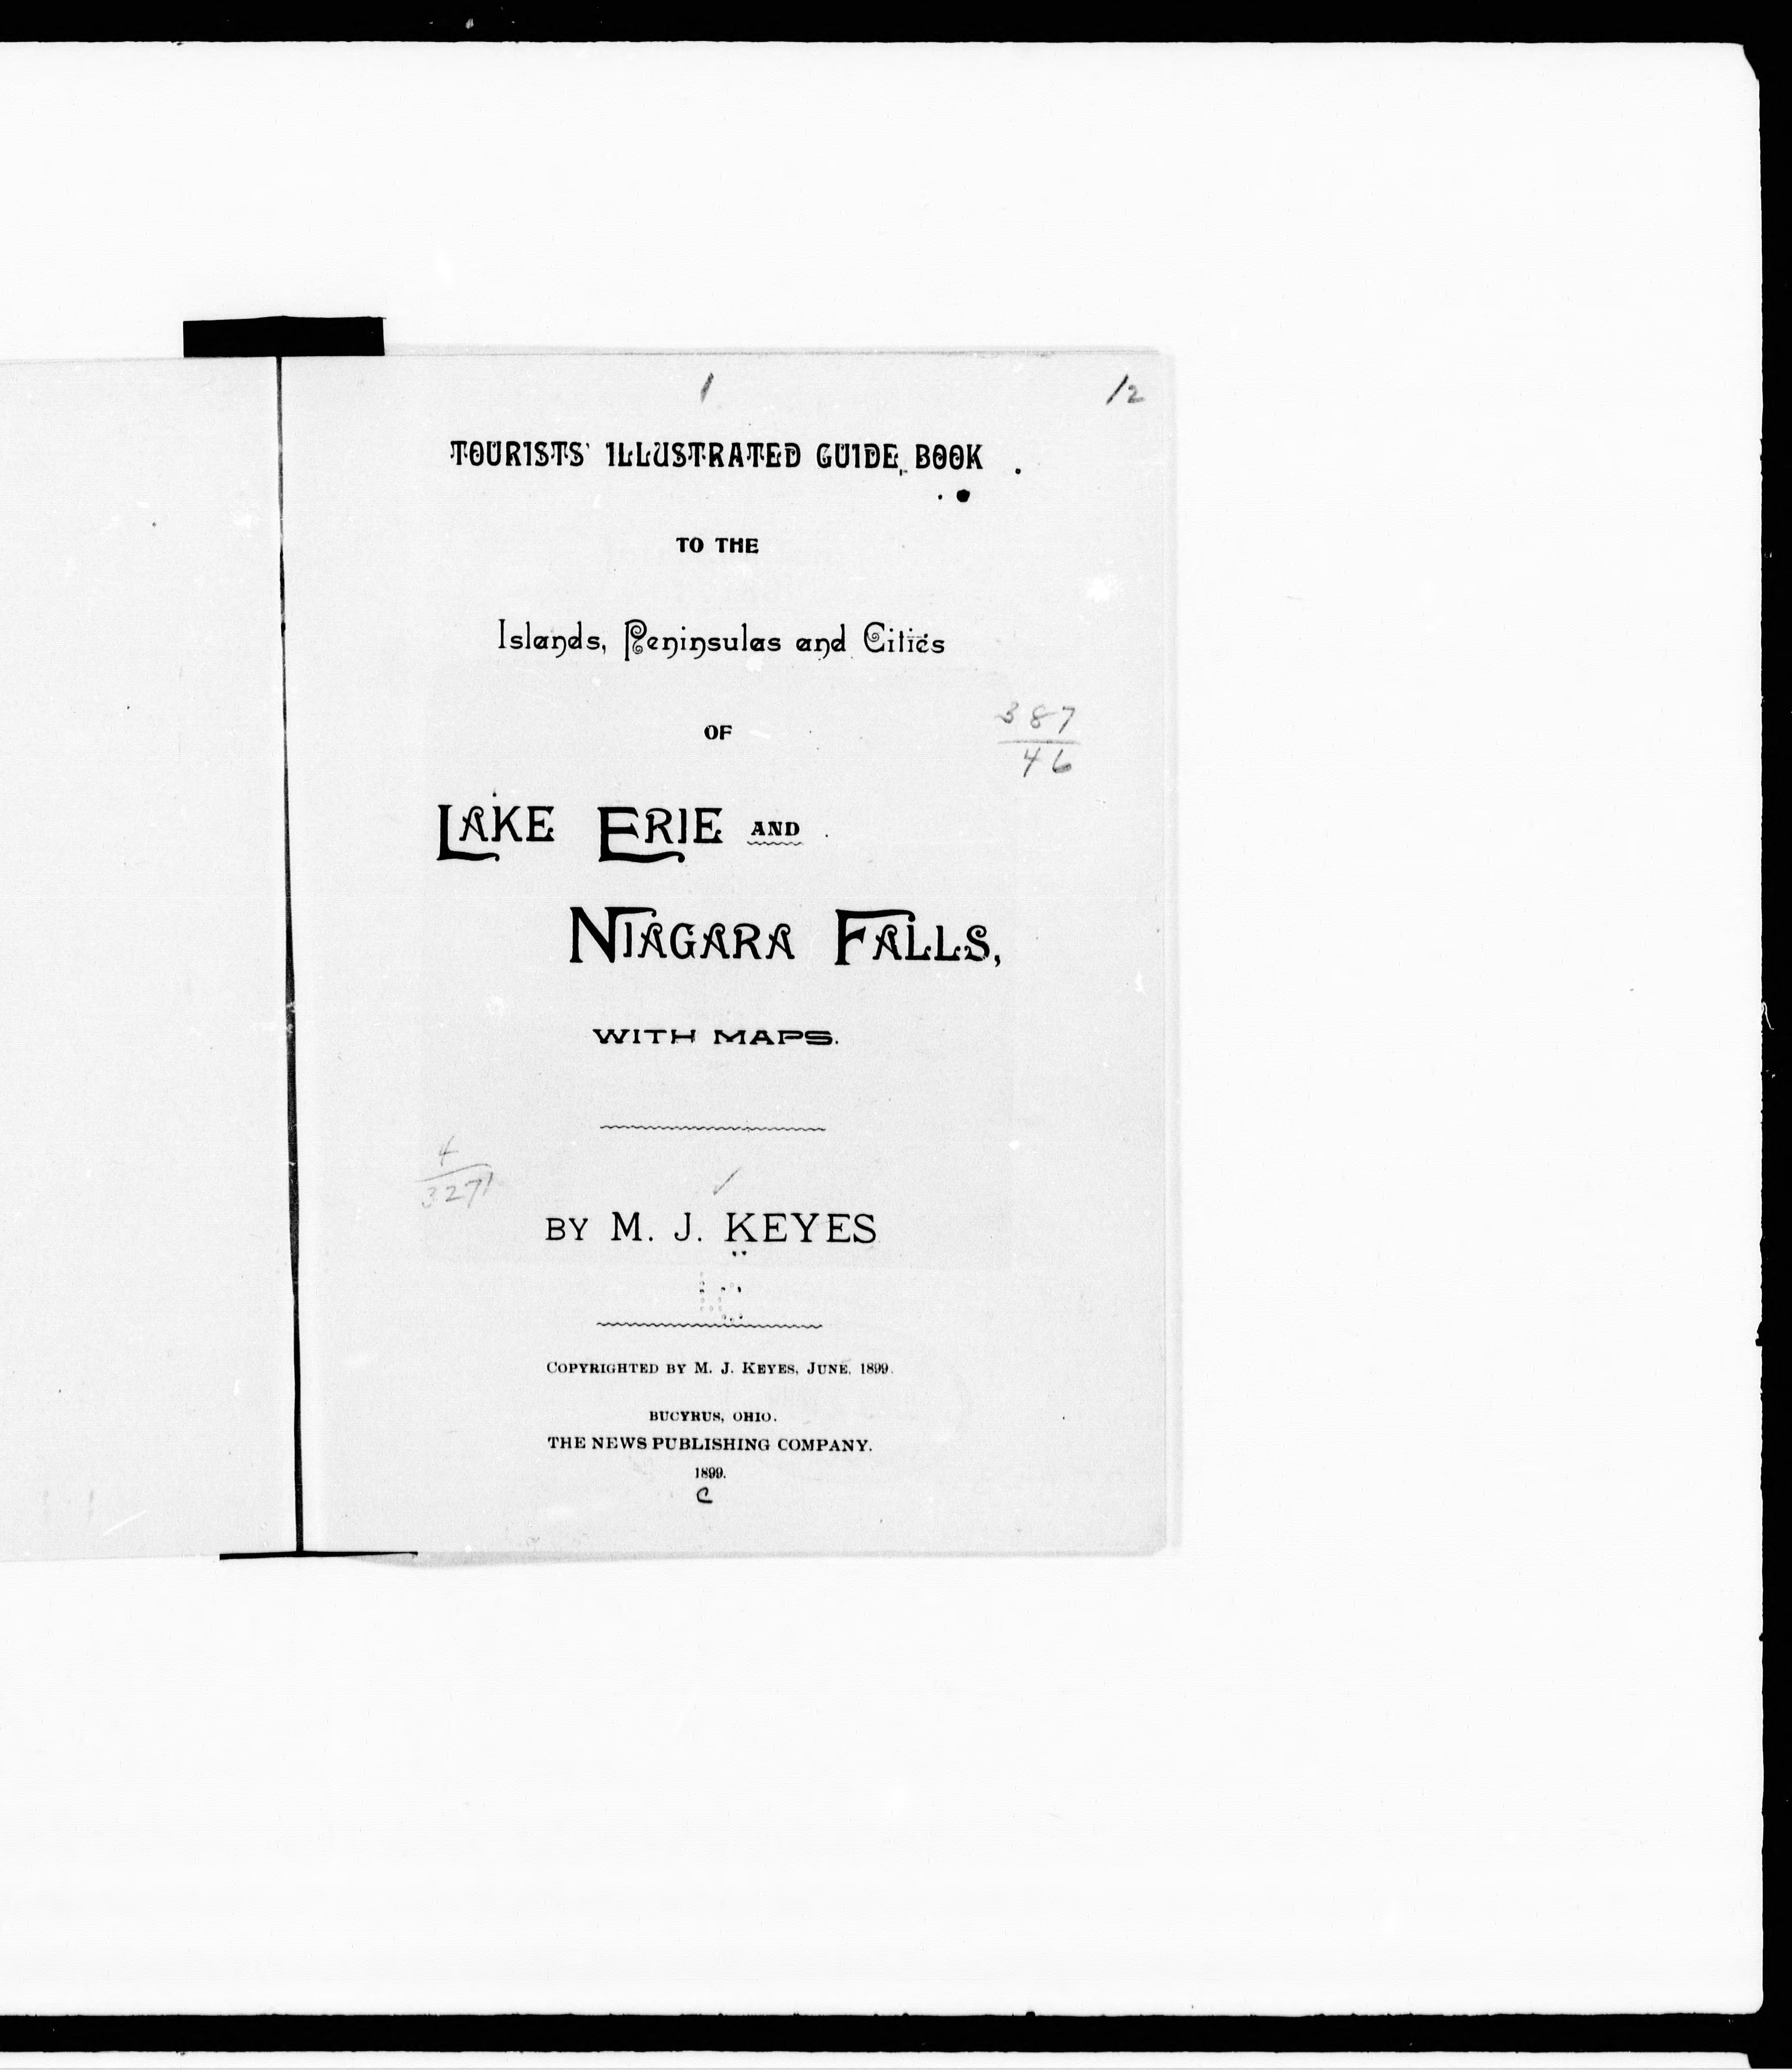 1
12
TOURISTS' ILLUSTRATED GUIDE BOOK
TO THE
Islands, Peninsulas and Cities
OF
387
46
LAKE ERIE AND
NIAGARA FALLS,
WITH MAPS.
4
3271
BY M. J. KEYES
COPYRIGHTED BY M. J. KEYES, JUNE, 1899.
BUCYRUS, OHIO.
THE NEWS PUBLISHING COMPANY.
1899.
C